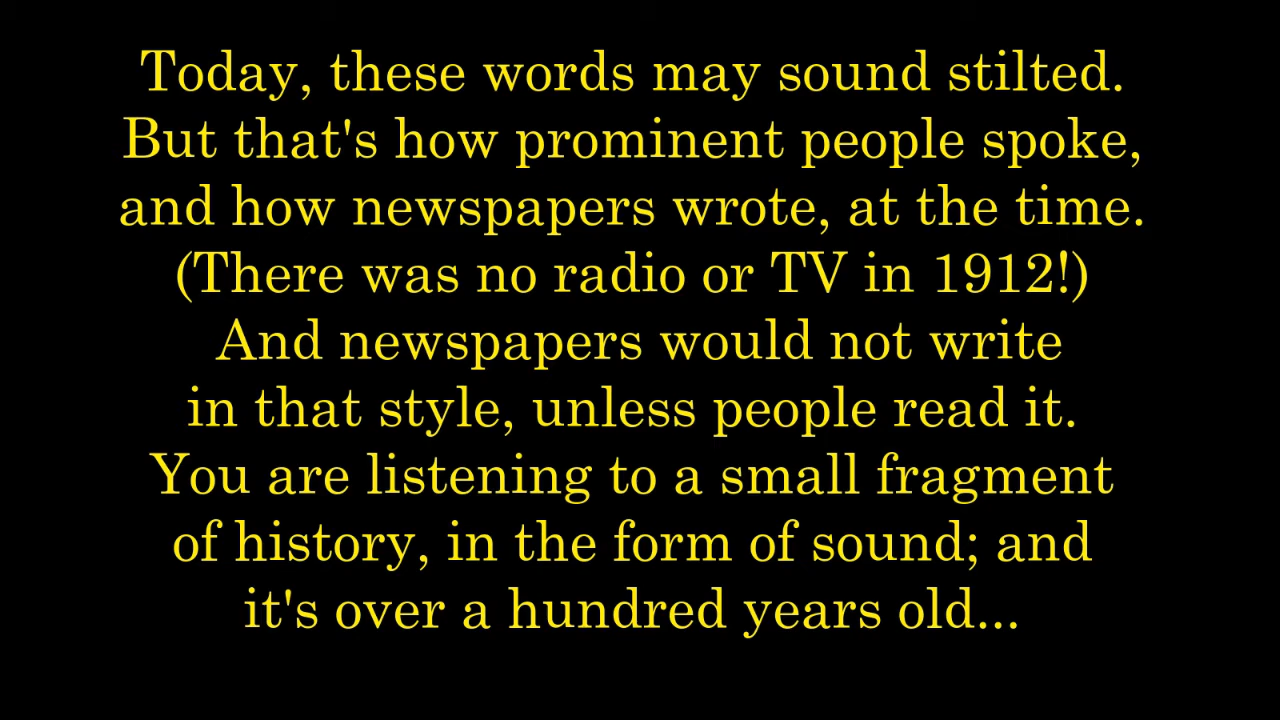 Today, these words may sound stilted.
But that's how prominent people spoke,
and how newspapers wrote, at the time.
(There was no radio or TV in 1912!)
And newspapers would not write
in that style, unless people read it.
You are listening to a small fragment
of history, in the form of sound; and
it's over a hundred years old...